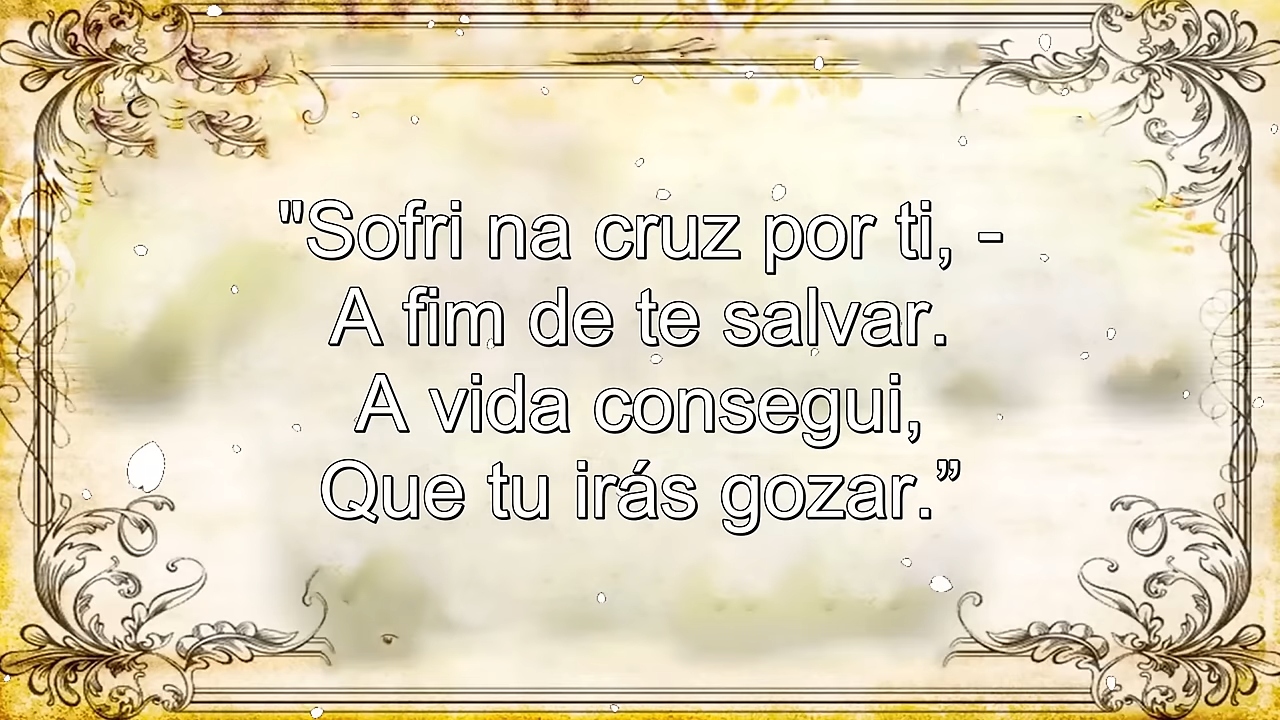 "Sofri na cruz por ti, -
A fim de te salvar.
A vida consegui,
Que tu irás gozar.”